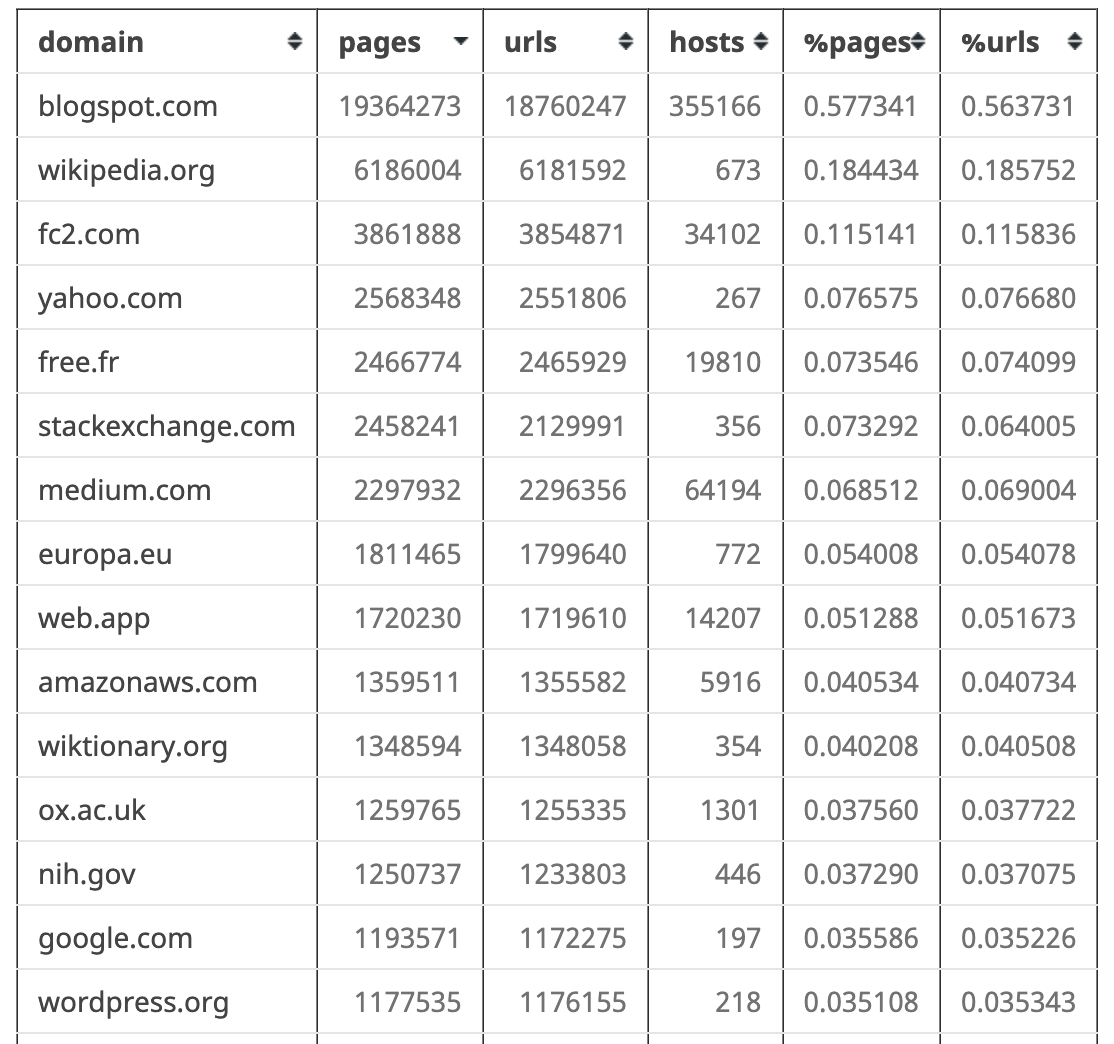 domain pages urls hosts %pages %urls
blogspot.com 19364273 18760247 355166 0.577341 0.563731
wikipedia.org 6186004 6181592 673 0.184434 0.185752
fc2.com 3861888 3854871 34102 0.115141 0.115836
yahoo.com 2568348 2551806 267 0.076575 0.076680
free.fr 2466774 2465929 19810 0.073546 0.074099
stackexchange.com 2458241 2129991 356 0.073292 0.064005
medium.com 2297932 2296356 64194 0.068512 0.069004
europa.eu 1811465 1799640 772 0.054008 0.054078
web.app 1720230 1719610 14207 0.051288 0.051673
amazonaws.com 1359511 1355582 5916 0.040534 0.040734
wiktionary.org 1348594 1348058 354 0.040208 0.040508
ox.ac.uk 1259765 1255335 1301 0.037560 0.037722
nih.gov 1250737 1233803 446 0.037290 0.037075
google.com 1193571 1172275 197 0.035586 0.035226
wordpress.org 1177535 1176155 218 0.035108 0.035343